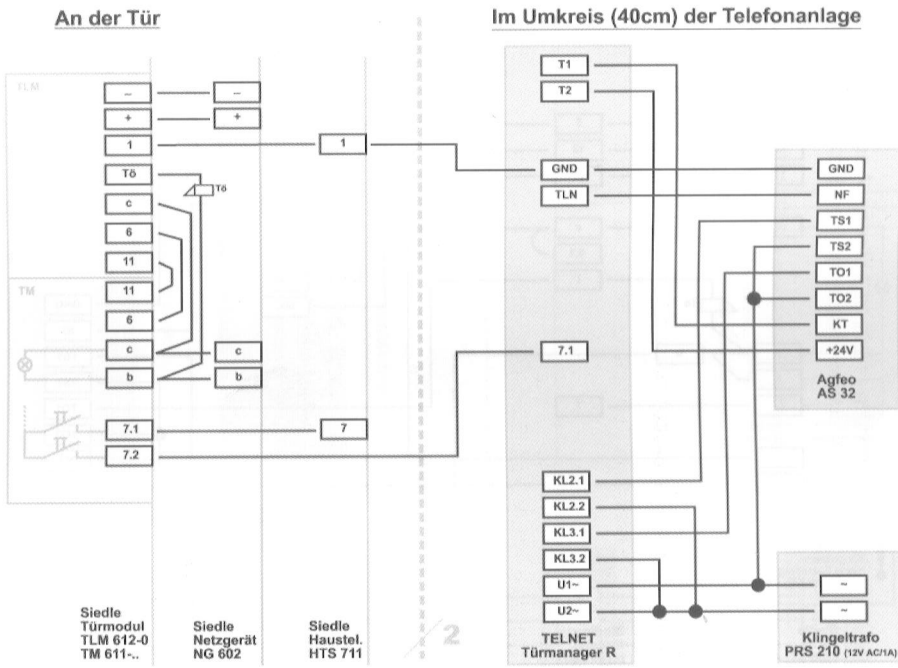 An der Tür
Im Umkreis (40cm) der Telefonanlage
TLM
~
~
+
+
1
1
Tö
Tö
c
6
11
11
TM
6
c
c
b
b
7.1
7
7.2
T1
T2
GND
TLN
7.1
KL2.1
KL2.2
KL3.1
KL3.2
U1~
U2~
GND
NF
TS1
TS2
TO1
TO2
KT
+24V
Agfeo
AS 32
~
~
Siedle
Türmodul
TLM 612-0
TM 611-..
Siedle
Netzgerät
NG 602
Siedle
Haustel.
HTS 711
2
TELNET
Türmanager R
Klingeltrafo
PRS 210 (12V AC/1A)